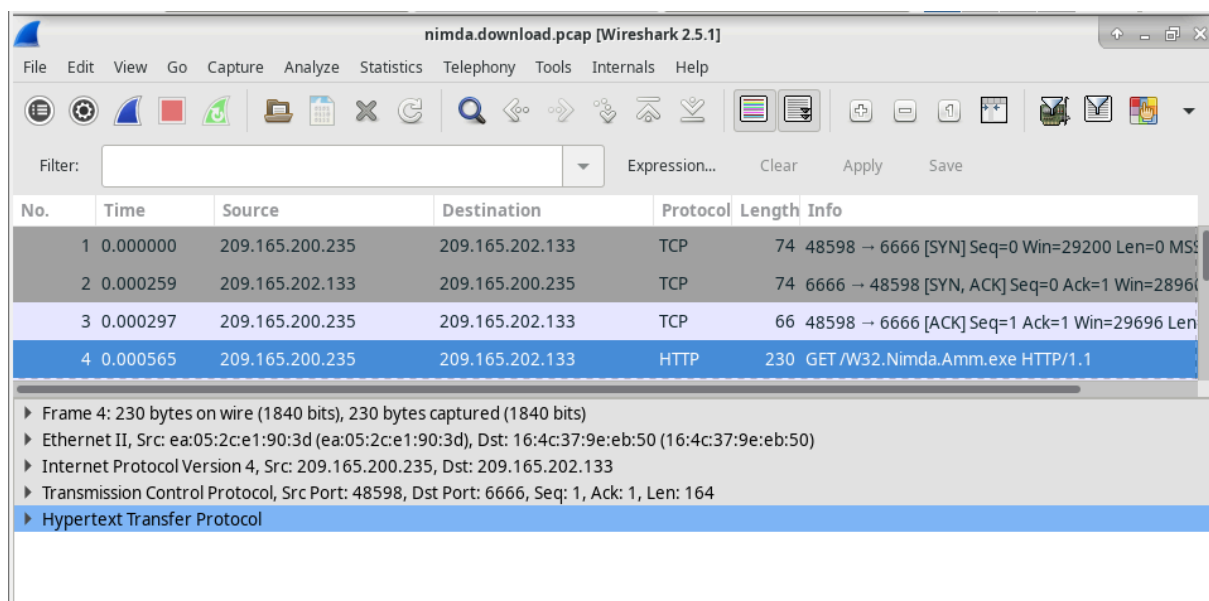 nimda.download.pcap [Wireshark 2.5.1]
File Edit View Go Capture Analyze Statistics Telephony Tools Internals Help
Filter: Expression... Clear Apply Save
No. Time Source Destination Protocol Length Info
1 0.000000 209.165.200.235 209.165.202.133 TCP 74 48598 → 6666 [SYN] Seq=0 Win=29200 Len=0 MSS
2 0.000259 209.165.202.133 209.165.200.235 TCP 74 6666 → 48598 [SYN, ACK] Seq=0 Ack=1 Win=28960
3 0.000297 209.165.200.235 209.165.202.133 TCP 66 48598 → 6666 [ACK] Seq=1 Ack=1 Win=29696 Len
4 0.000565 209.165.200.235 209.165.202.133 HTTP 230 GET /W32.Nimda.Amm.exe HTTP/1.1
Frame 4: 230 bytes on wire (1840 bits), 230 bytes captured (1840 bits)
Ethernet II, Src: ea:05:2c:e1:90:3d (ea:05:2c:e1:90:3d), Dst: 16:4c:37:9e:eb:50 (16:4c:37:9e:eb:50)
Internet Protocol Version 4, Src: 209.165.200.235, Dst: 209.165.202.133
Transmission Control Protocol, Src Port: 48598, Dst Port: 6666, Seq: 1, Ack: 1, Len: 164
Hypertext Transfer Protocol